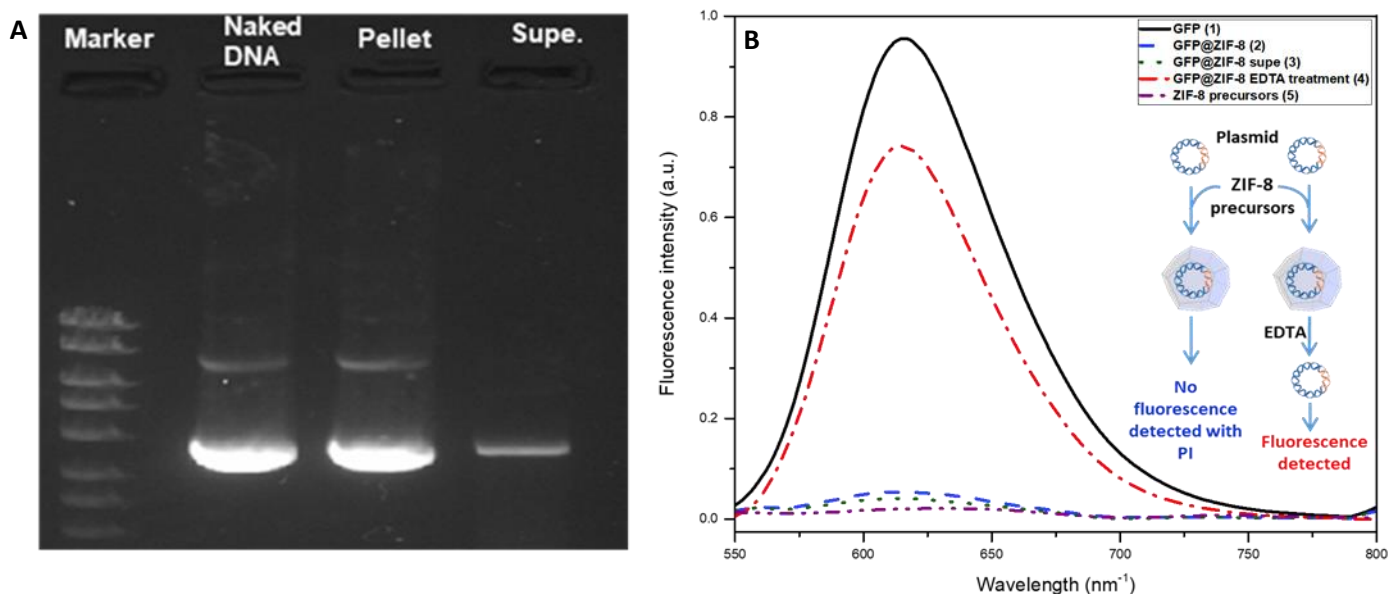 A
Marker
Naked
DNA
Pellet
Supe.
B
GFP (1)
GFP@ZIF-8 (2)
GFP@ZIF-8 supe (3)
GFP@ZIF-8 EDTA treatment (4)
ZIF-8 precursors (5)
Plasmid
ZIF-8
precursors
EDTA
No
fluorescence
detected with
PI
Fluorescence
detected
Fluorescence intensity (a.u.)
1.0
0.8
0.6
0.4
0.2
0.0
550
600
650
700
750
800
Wavelength (nm⁻¹)